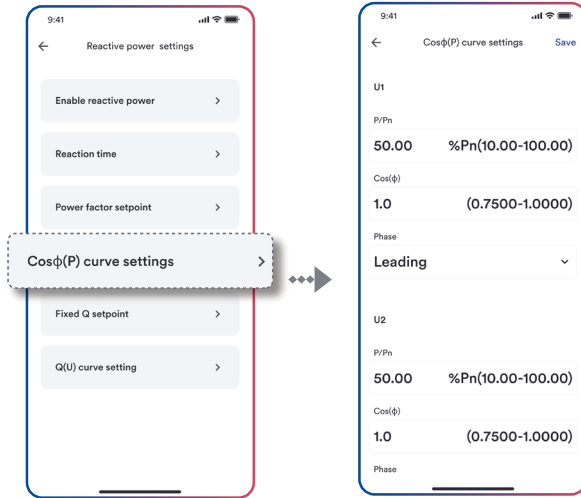 9:41
Reactive power settings
Enable reactive power
Reaction time
Power factor setpoint
Cosϕ(P) curve settings
Fixed Q setpoint
Q(U) curve setting
9:41
Cosϕ(P) curve settings Save
U1
P/Pn
50.00 %Pn(10.00-100.00)
Cos(ϕ)
1.0 (0.7500-1.0000)
Phase
Leading
U2
P/Pn
50.00 %Pn(10.00-100.00)
Cos(ϕ)
1.0 (0.7500-1.0000)
Phase